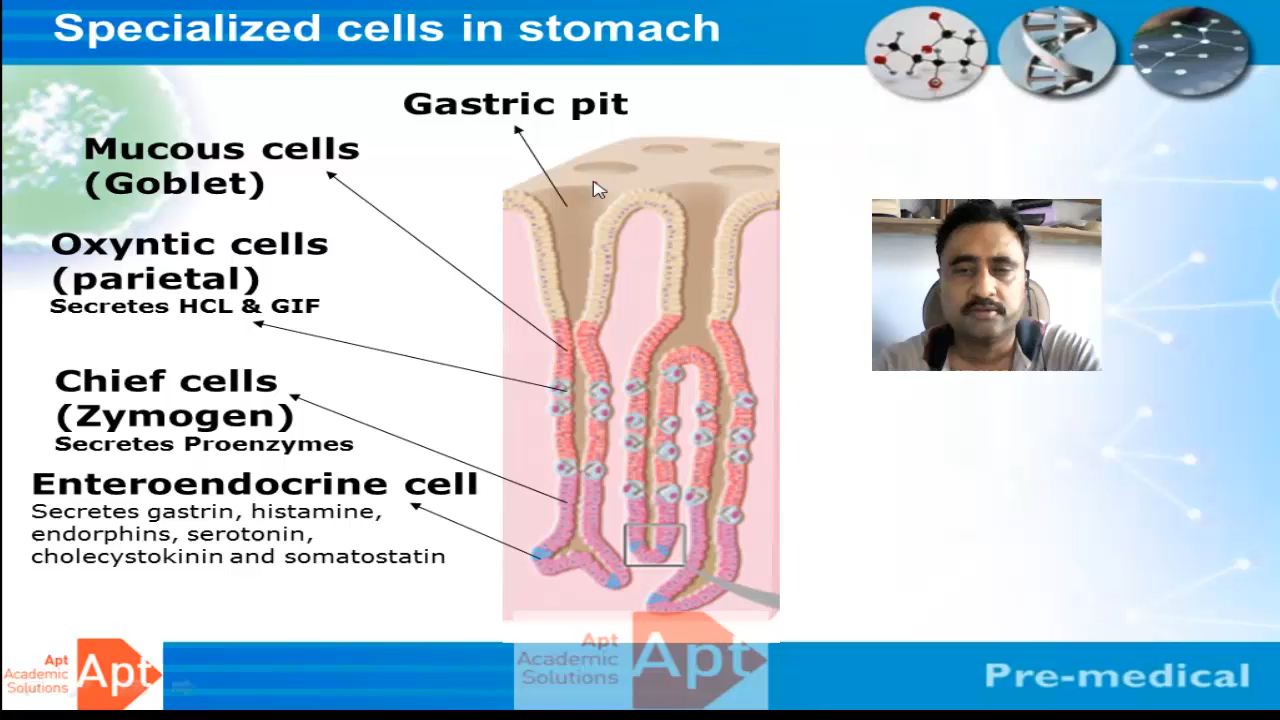 Specialized cells in stomach
Gastric pit
Mucous cells
(Goblet)
Oxyntic cells
(parietal)
Secretes HCL & GIF
Chief cells
(Zymogen)
Secretes Proenzymes
Enteroendocrine cell
Secretes gastrin, histamine,
endorphins, serotonin,
cholecystokinin and somatostatin
Apt
Academic
Solutions
Apt
Apt
Academic
Solutions
Apt
Pre-medical